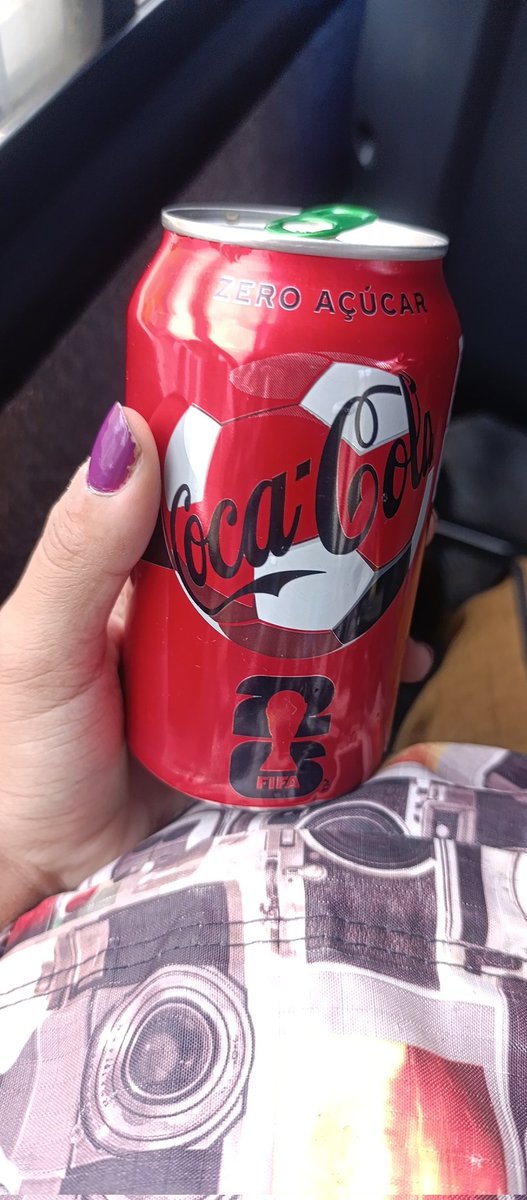 ZERO AÇÚCAR
Coca-Cola
26
FIFA